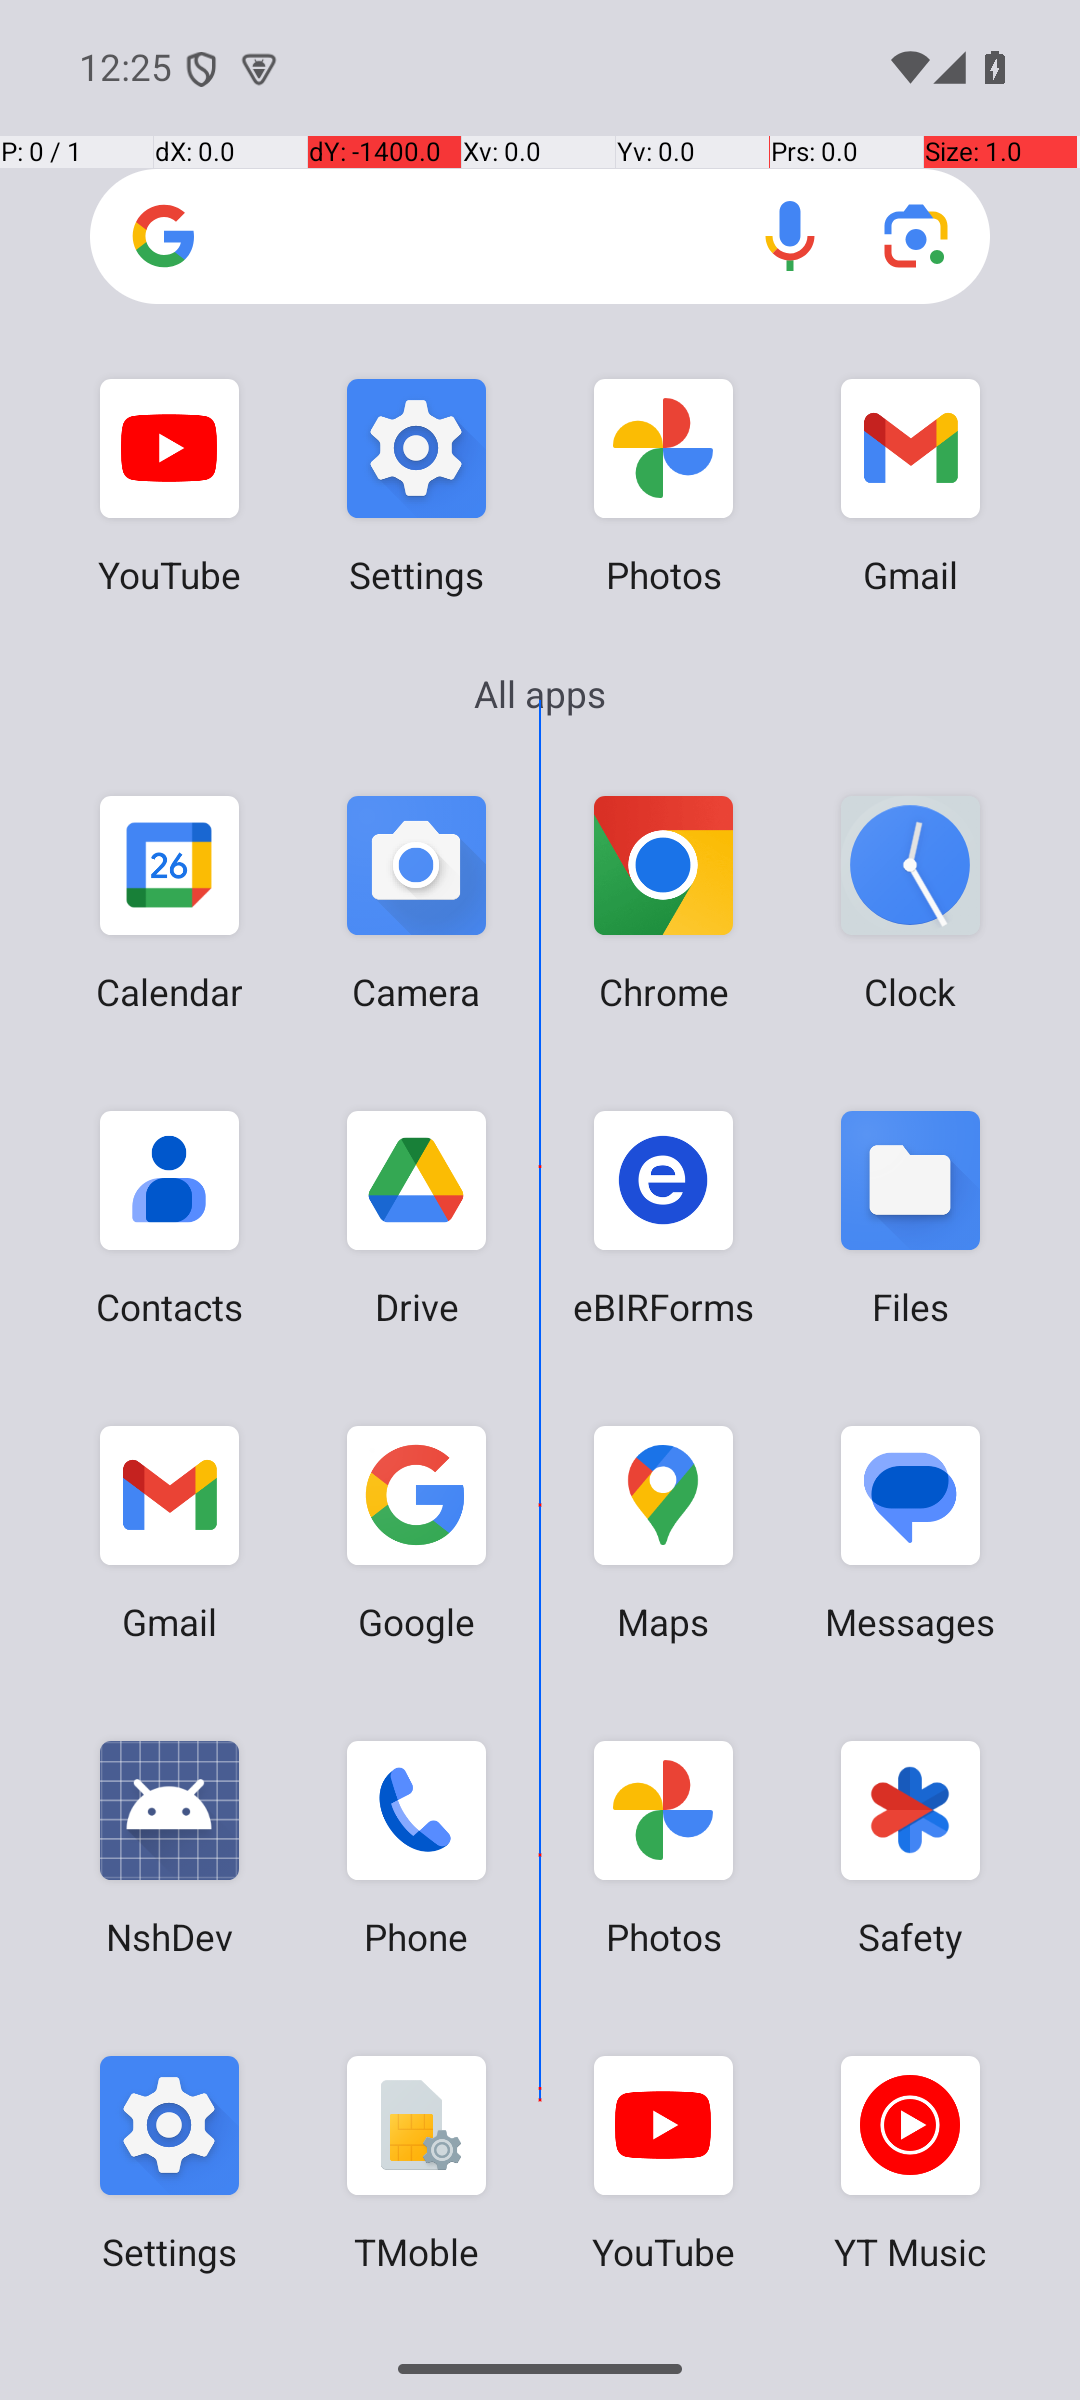 12:25
P: 0 / 1 dX: 0.0 dY: -1400.0 Xv: 0.0 Yv: 0.0 Prs: 0.0 Size: 1.0
YouTube Settings Photos Gmail
All apps
26
Calendar Camera Chrome Clock
Contacts Drive eBIRForms Files
Gmail Google Maps Messages
NshDev Phone Photos Safety
Settings TMoble YouTube YT Music